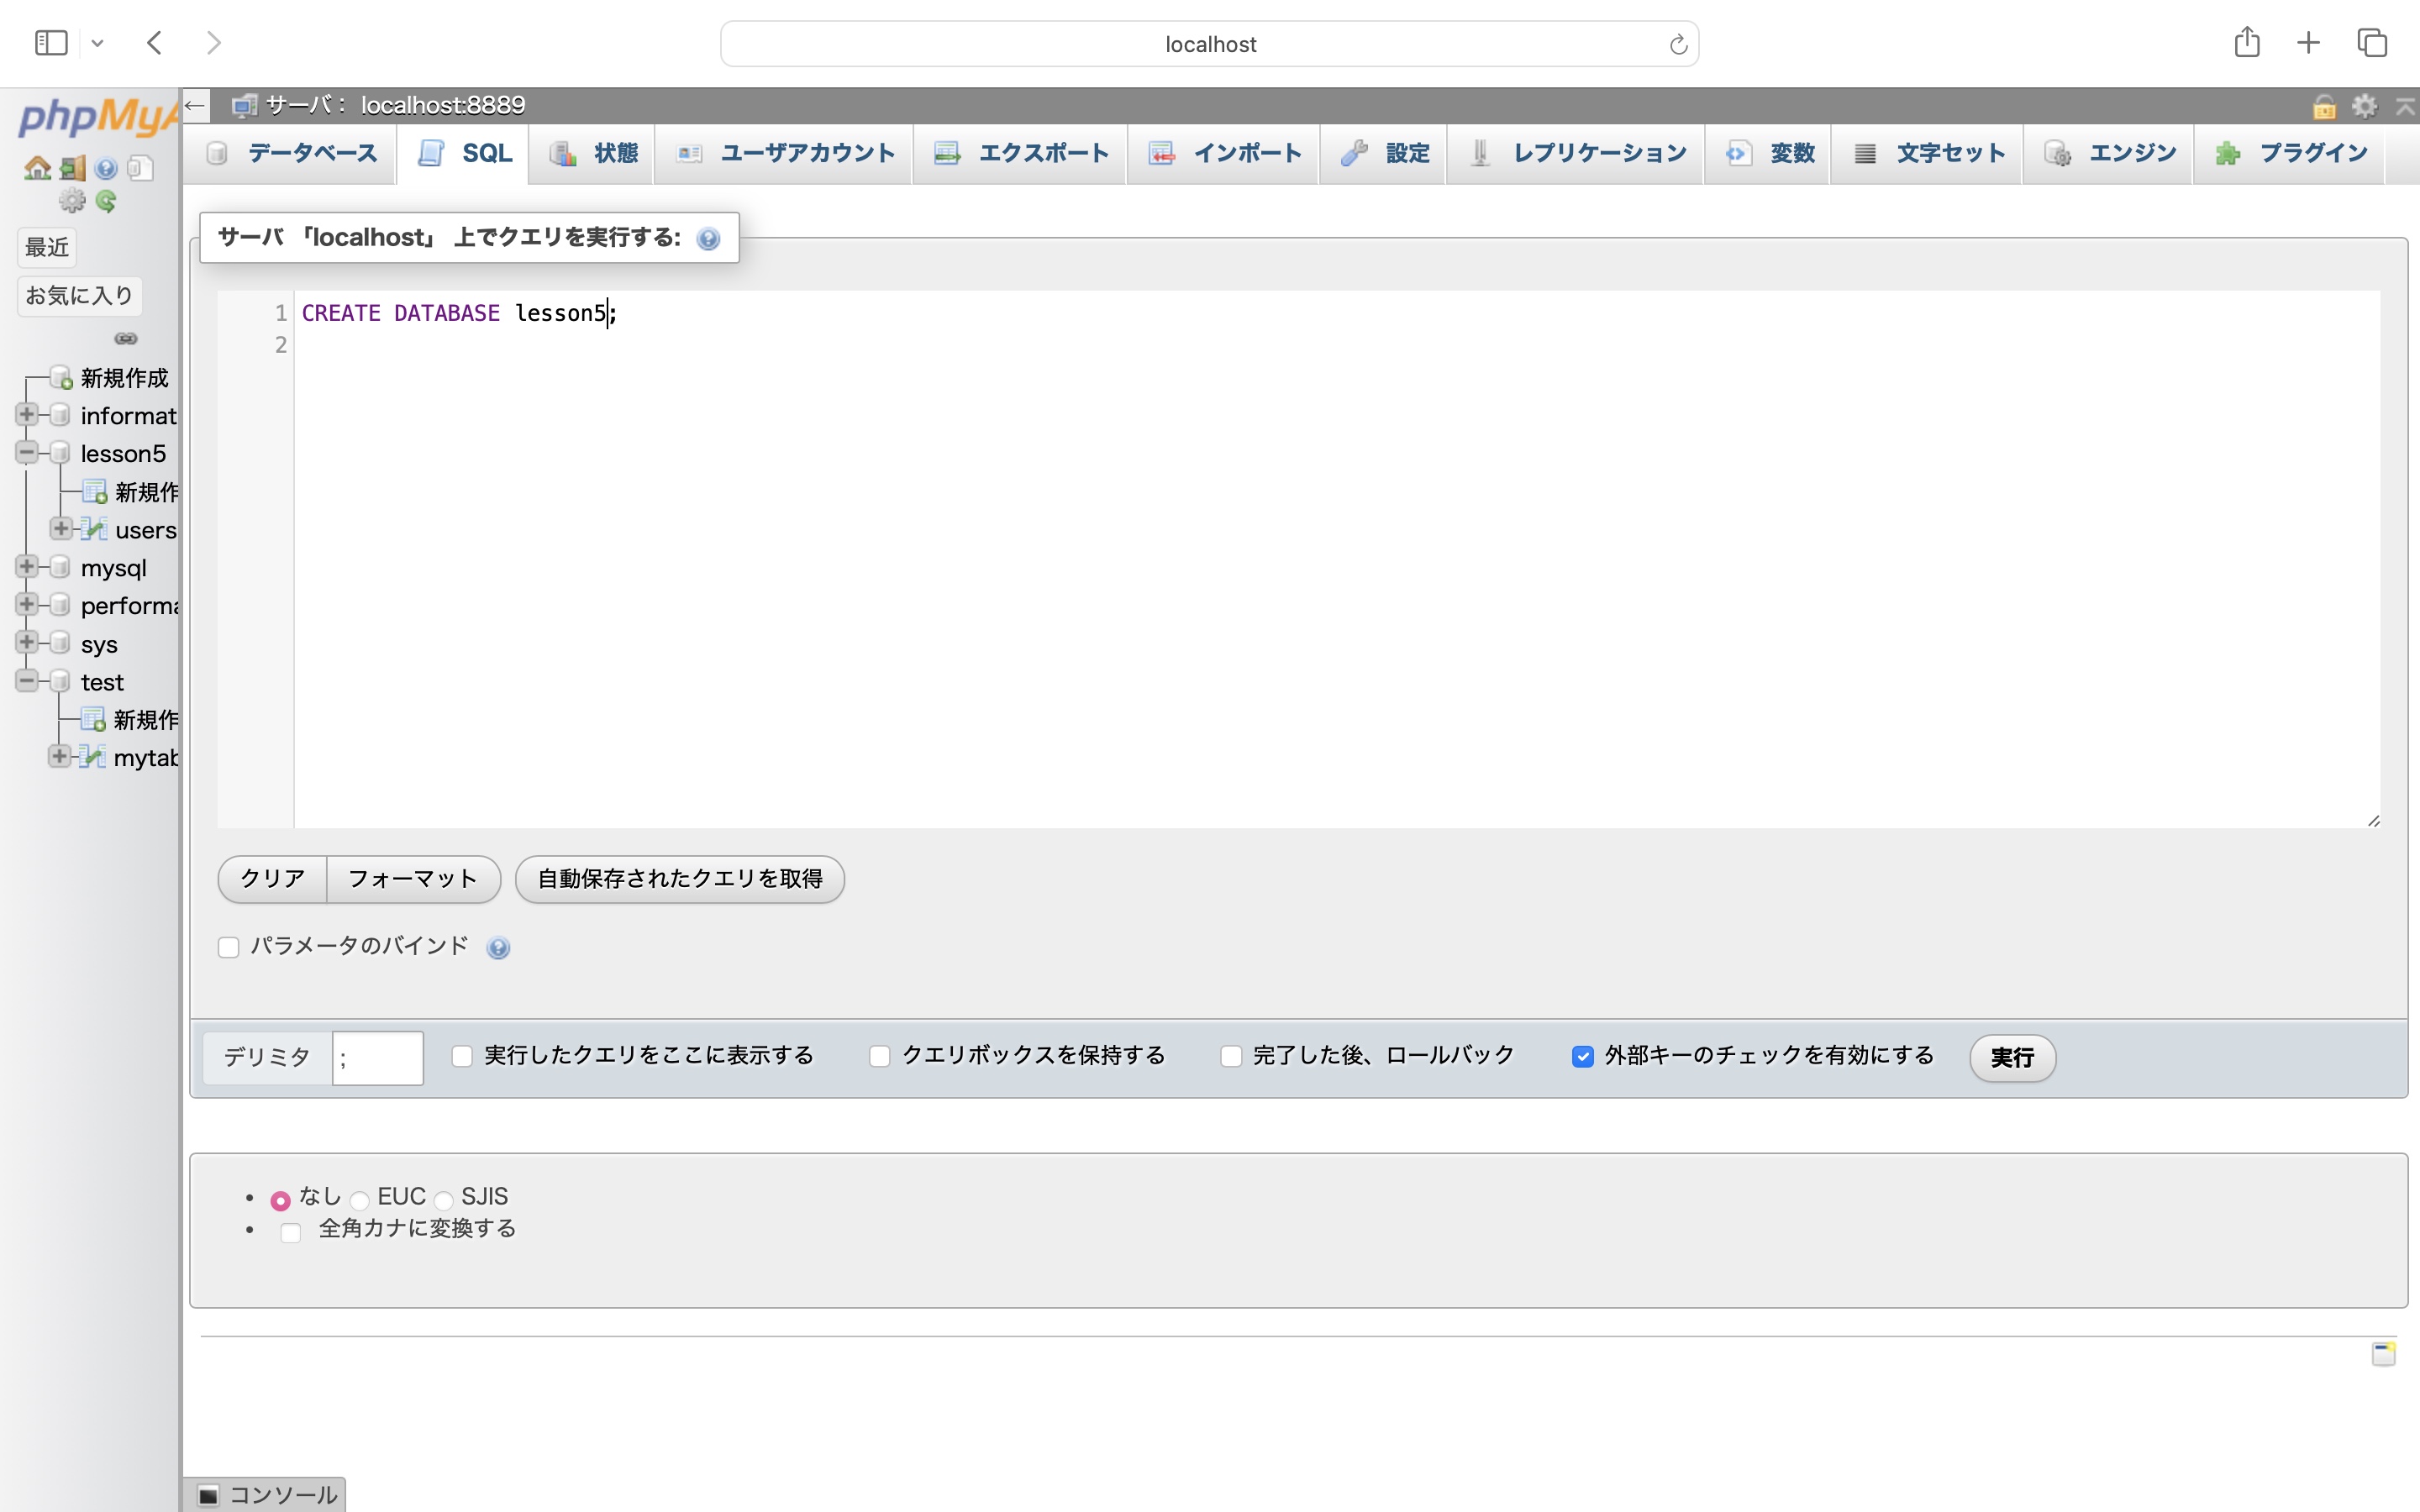 localhost
phpMyA
サーバ： localhost:8889
データベース SQL 状態 ユーザアカウント エクスポート インポート 設定 レプリケーション 変数 文字セット エンジン プラグイン
最近
お気に入り
新規作成
informat
lesson5
新規作
users
mysql
performa
sys
test
新規作
mytab
サーバ 「localhost」 上でクエリを実行する:
1 CREATE DATABASE lesson5;
2
クリア フォーマット 自動保存されたクエリを取得
パラメータのバインド
デリミタ ; 実行したクエリをここに表示する クエリボックスを保持する 完了した後、ロールバック 外部キーのチェックを有効にする 実行
• なし EUC SJIS
• 全角カナに変換する
コンソール